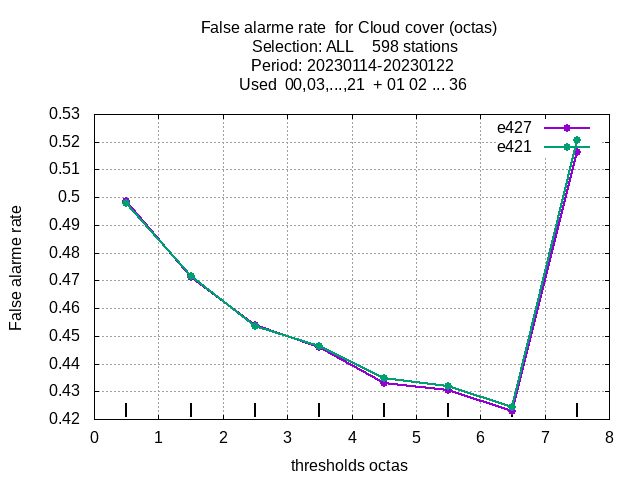 False alarme rate  for Cloud cover (octas)
Selection: ALL    598 stations
Period: 20230114-20230122
Used  00,03,...,21  + 01 02 ... 36
e427
e421
False alarme rate
0.53
0.52
0.51
0.5
0.49
0.48
0.47
0.46
0.45
0.44
0.43
0.42
0 1 2 3 4 5 6 7 8
thresholds octas